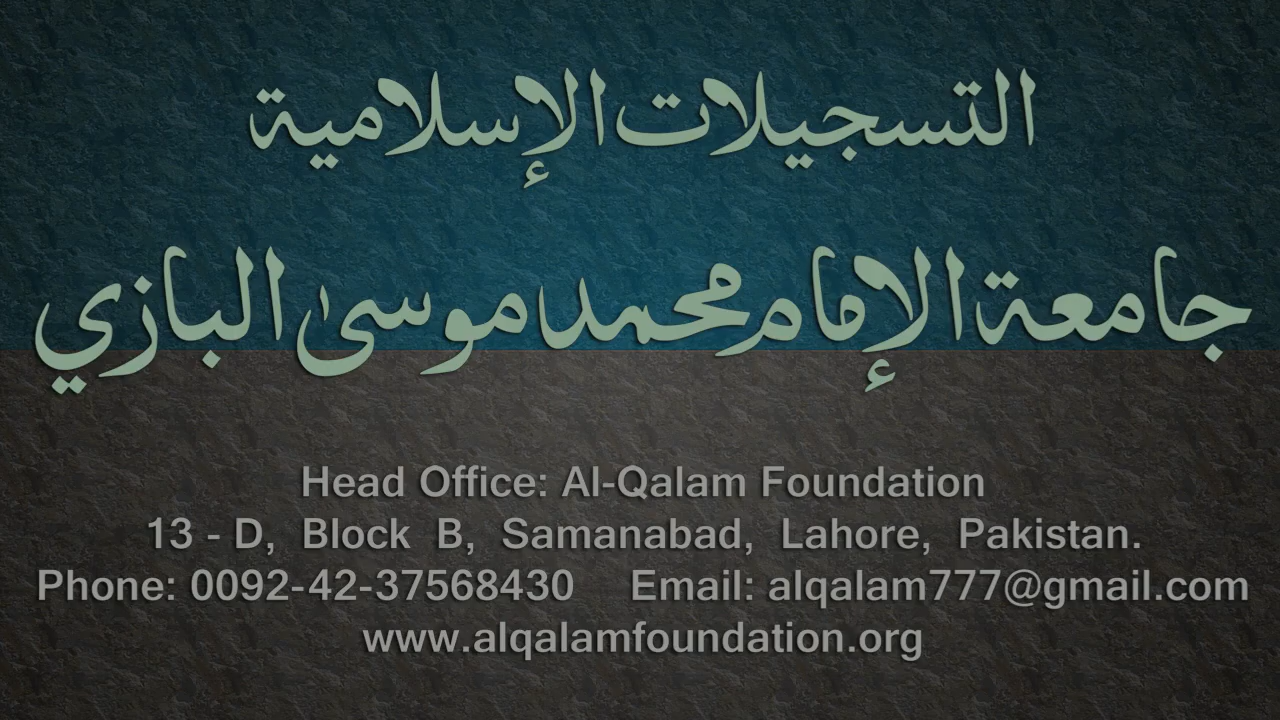 التسجيلات الإسلامية
جامعة الإمام محمد موسىٰ البازي
Head Office: Al-Qalam Foundation
13 - D, Block B, Samanabad, Lahore, Pakistan.
Phone: 0092-42-37568430 Email: alqalam777@gmail.com
www.alqalamfoundation.org